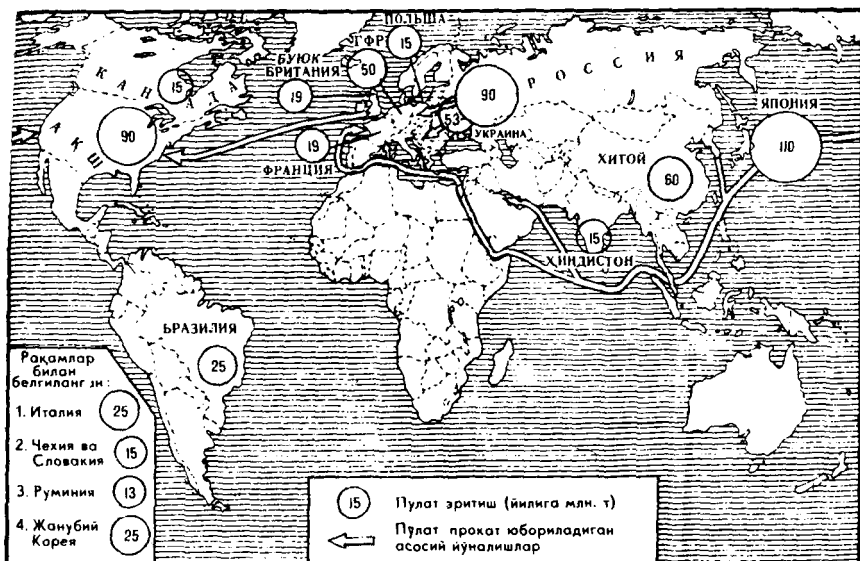 ПОЛЬША
15
ГФР
50
БУЮК
БРИТАНИЯ
19
КАНАДА
15
АҚШ
90
РОССИЯ
90
53
УКРАИНА
ЯПОНИЯ
110
ХИТОЙ
60
19
ФРАНЦИЯ
15
ҲИНДИСТОН
БРАЗИЛИЯ
25
Рақамлар
билан
белгиланган:
1. Италия 25
2. Чехия ва
Словакия 15
3. Руминия 13
4. Жанубий
Корея 25
15 Пўлат эритиш (йилига млн. т)
Пўлат прокат юбориладиган
асосий йўналишлар